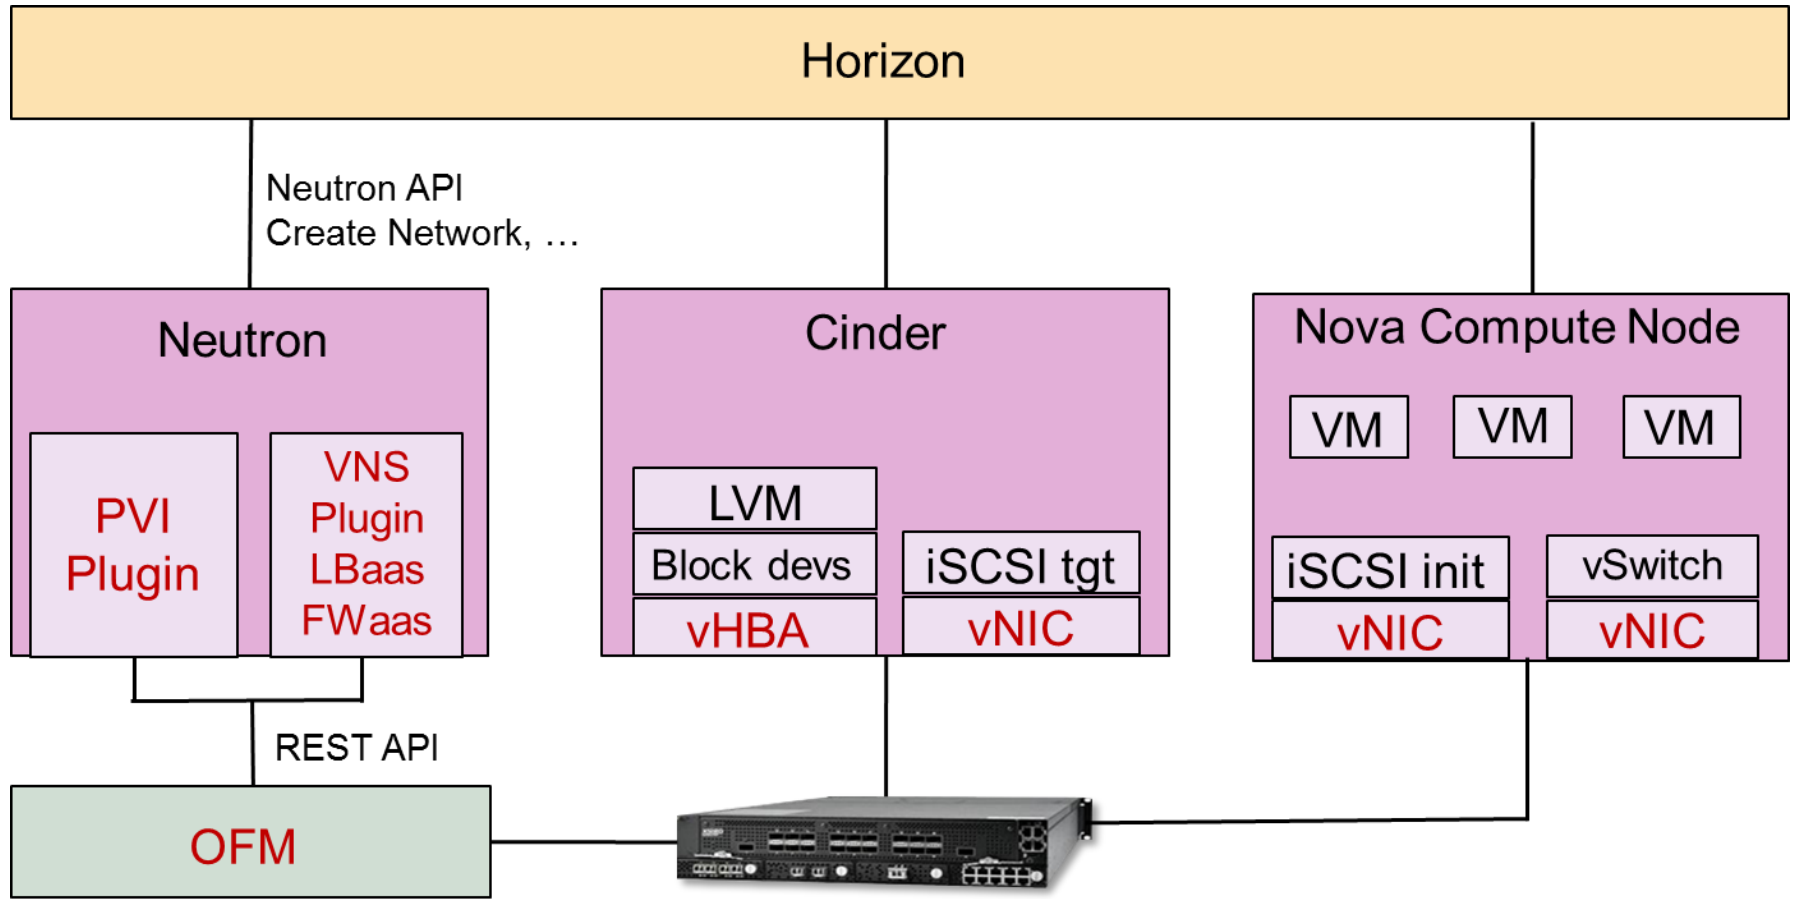 Horizon
Neutron API
Create Network, …
Neutron
PVI
Plugin
VNS
Plugin
LBaas
FWaas
Cinder
LVM
Block devs
vHBA
iSCSI tgt
vNIC
Nova Compute Node
VM
VM
VM
iSCSI init
vNIC
vSwitch
vNIC
REST API
OFM